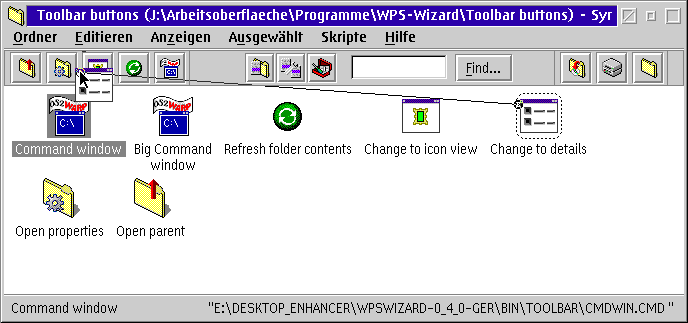 Toolbar buttons (J:\Arbeitsoberflaeche\Programme\WPS-Wizard\Toolbar buttons) - Syr
Ordner Editieren Anzeigen Ausgewählt Skripte Hilfe
Find...
OS2 WARP
C:\
OS2 WARP
C:\
Command window
Big Command
window
Refresh folder contents
Change to icon view
Change to details
Open properties
Open parent
Command window "E:\DESKTOP_ENHANCER\WPSWIZARD-0_4_0-GER\BIN\TOOLBAR\CMDWIN.CMD "